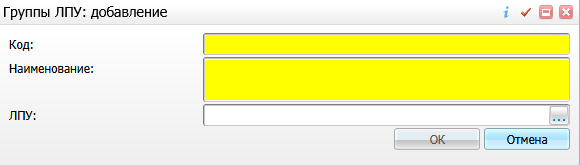 Группы ЛПУ: добавление
Код:
Наименование:
ЛПУ:
...
ОК
Отмена